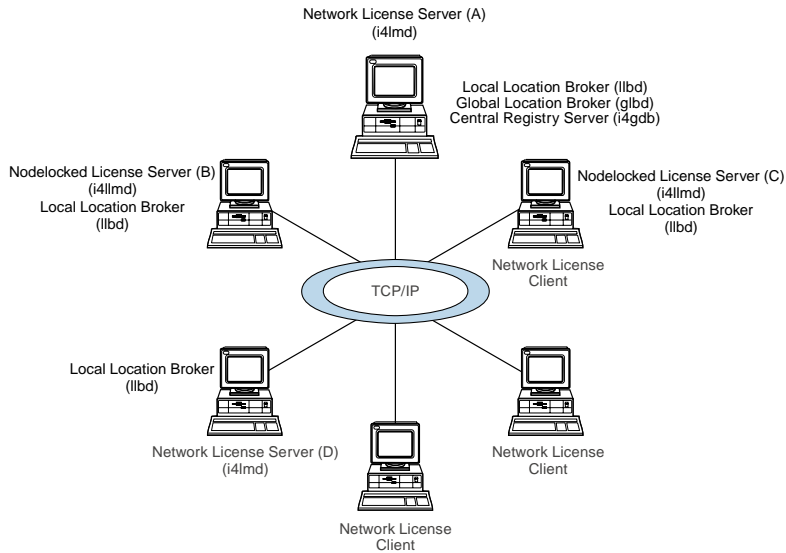 Network License Server (A)
(i4lmd)
Local Location Broker (llbd)
Global Location Broker (glbd)
Central Registry Server (i4gdb)
Nodelocked License Server (B)
(i4llmd)
Local Location Broker
(llbd)
Nodelocked License Server (C)
(i4llmd)
Local Location Broker
(llbd)
Network License
Client
TCP/IP
Local Location Broker
(llbd)
Network License Server (D)
(i4lmd)
Network License
Client
Network License
Client